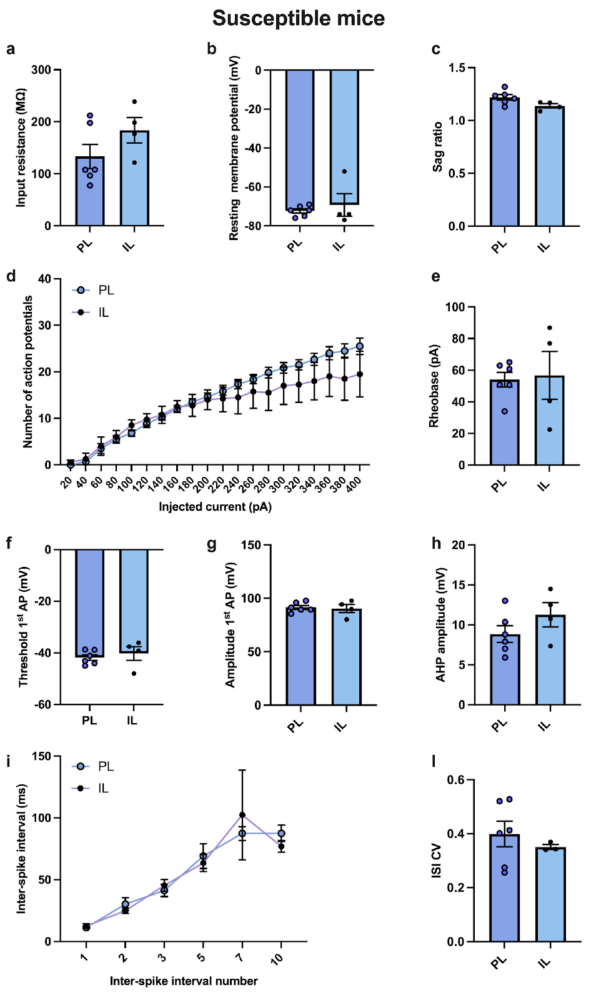 Susceptible mice
a
b
c
300
200
100
0
Input resistance (MΩ)
PL
IL
0
-20
-40
-60
-80
Resting membrane potential (mV)
PL
IL
1.5
1.0
0.5
0.0
Sag ratio
PL
IL
d
e
40
30
20
10
0
Number of action potentials
PL
IL
20 40 60 80 100 120 140 160 180 200 220 240 260 280 300 320 340 360 380 400
Injected current (pA)
100
80
60
40
20
0
Rheobase (pA)
PL
IL
f
g
h
0
-20
-40
-60
Threshold 1st AP (mV)
PL
IL
150
100
50
0
Amplitude 1st AP (mV)
PL
IL
20
15
10
5
0
AHP amplitude (mV)
PL
IL
i
l
150
100
50
0
Inter-spike interval (ms)
PL
IL
1 2 3 5 7 10
Inter-spike interval number
0.6
0.4
0.2
0.0
ISI CV
PL
IL